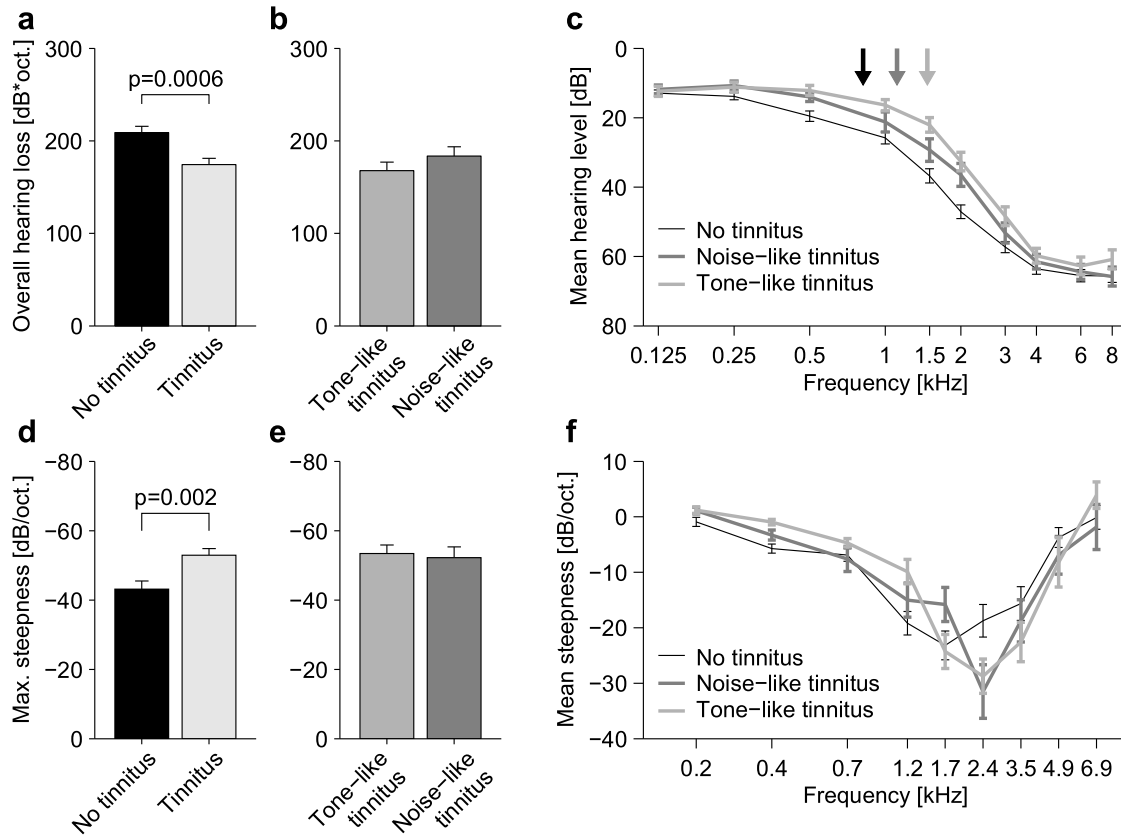 a
Overall hearing loss [dB*oct.]
300
200
100
0
p=0.0006
No tinnitus
Tinnitus
b
300
200
100
0
Tone−like
tinnitus
Noise−like
tinnitus
c
Mean hearing level [dB]
0
20
40
60
80
No tinnitus
Noise−like tinnitus
Tone−like tinnitus
0.125 0.25 0.5 1 1.5 2 3 4 6 8
Frequency [kHz]
d
Max. steepness [dB/oct.]
−80
−60
−40
−20
0
p=0.002
No tinnitus
Tinnitus
e
−80
−60
−40
−20
0
Tone−like
tinnitus
Noise−like
tinnitus
f
Mean steepness [dB/oct.]
10
0
−10
−20
−30
−40
No tinnitus
Noise−like tinnitus
Tone−like tinnitus
0.2 0.4 0.7 1.2 1.7 2.4 3.5 4.9 6.9
Frequency [kHz]